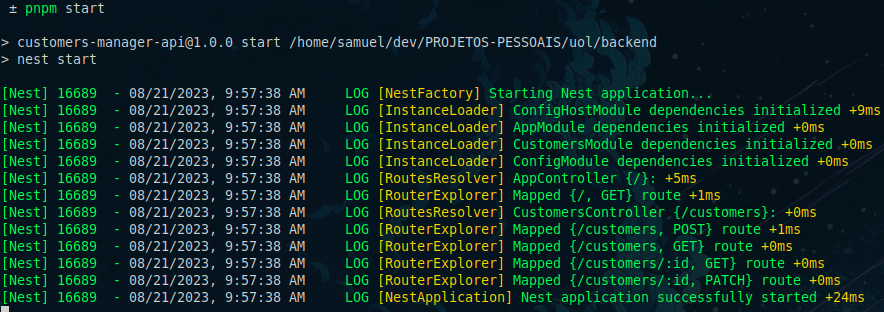 ± pnpm start
> customers-manager-api@1.0.0 start /home/samuel/dev/PROJETOS-PESSOAIS/uol/backend
> nest start
[Nest] 16689  - 08/21/2023, 9:57:38 AM     LOG [NestFactory] Starting Nest application...
[Nest] 16689  - 08/21/2023, 9:57:38 AM     LOG [InstanceLoader] ConfigHostModule dependencies initialized +9ms
[Nest] 16689  - 08/21/2023, 9:57:38 AM     LOG [InstanceLoader] AppModule dependencies initialized +0ms
[Nest] 16689  - 08/21/2023, 9:57:38 AM     LOG [InstanceLoader] CustomersModule dependencies initialized +0ms
[Nest] 16689  - 08/21/2023, 9:57:38 AM     LOG [InstanceLoader] ConfigModule dependencies initialized +0ms
[Nest] 16689  - 08/21/2023, 9:57:38 AM     LOG [RoutesResolver] AppController {/}: +5ms
[Nest] 16689  - 08/21/2023, 9:57:38 AM     LOG [RouterExplorer] Mapped {/, GET} route +1ms
[Nest] 16689  - 08/21/2023, 9:57:38 AM     LOG [RoutesResolver] CustomersController {/customers}: +0ms
[Nest] 16689  - 08/21/2023, 9:57:38 AM     LOG [RouterExplorer] Mapped {/customers, POST} route +1ms
[Nest] 16689  - 08/21/2023, 9:57:38 AM     LOG [RouterExplorer] Mapped {/customers, GET} route +0ms
[Nest] 16689  - 08/21/2023, 9:57:38 AM     LOG [RouterExplorer] Mapped {/customers/:id, GET} route +0ms
[Nest] 16689  - 08/21/2023, 9:57:38 AM     LOG [RouterExplorer] Mapped {/customers/:id, PATCH} route +0ms
[Nest] 16689  - 08/21/2023, 9:57:38 AM     LOG [NestApplication] Nest application successfully started +24ms